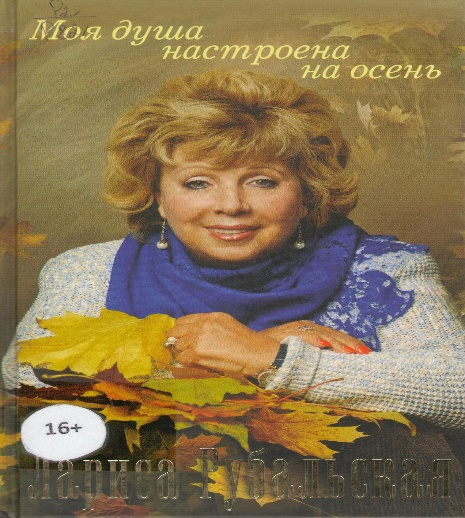 Моя душа
настроена
на осень
16+
Лариса Рубальская